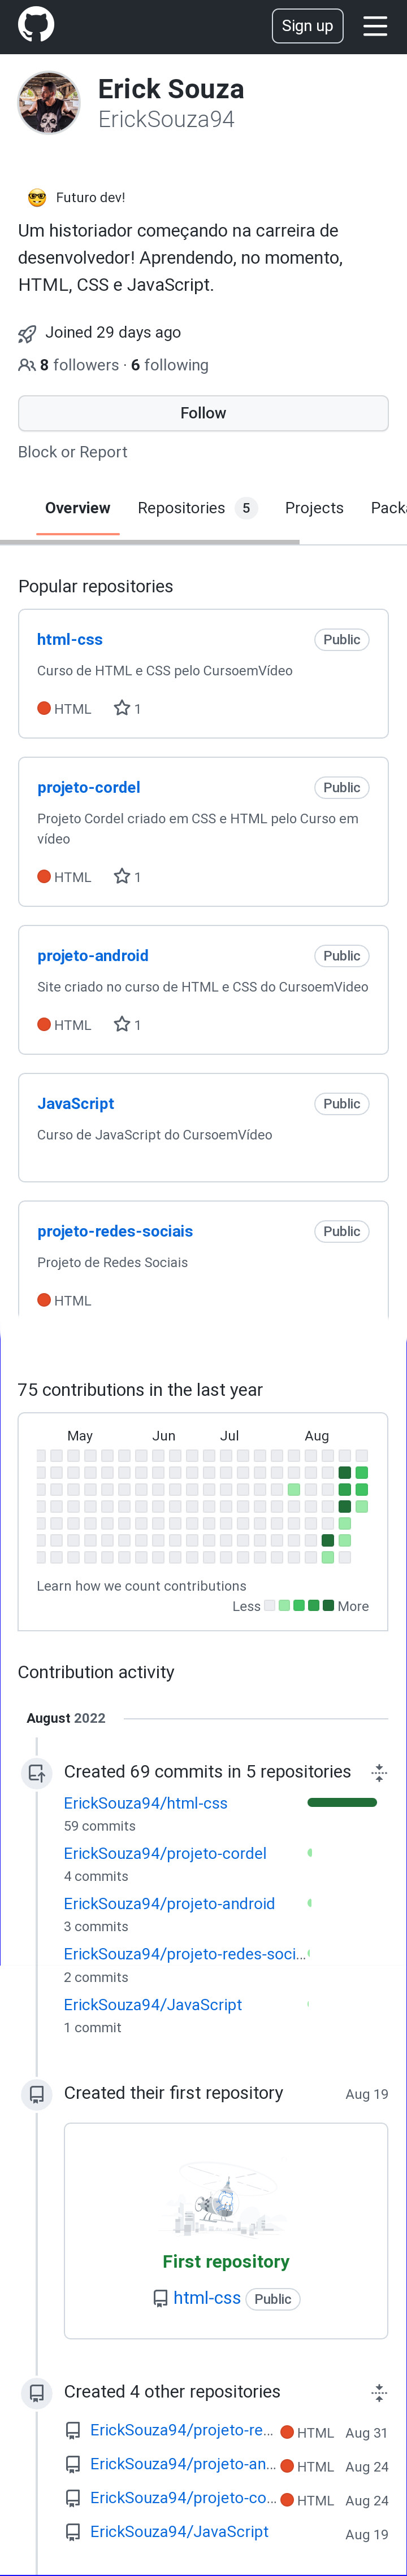 Sign up
Erick Souza
ErickSouza94
Futuro dev!
Um historiador começando na carreira de
desenvolvedor! Aprendendo, no momento,
HTML, CSS e JavaScript.
Joined 29 days ago
8 followers · 6 following
Follow
Block or Report
Overview Repositories 5 Projects Packa
Popular repositories
html-css Public
Curso de HTML e CSS pelo CursoemVídeo
HTML 1
projeto-cordel Public
Projeto Cordel criado em CSS e HTML pelo Curso em
vídeo
HTML 1
projeto-android Public
Site criado no curso de HTML e CSS do CursoemVideo
HTML 1
JavaScript Public
Curso de JavaScript do CursoemVídeo
projeto-redes-sociais Public
Projeto de Redes Sociais
HTML
75 contributions in the last year
May Jun Jul Aug
Learn how we count contributions
Less More
Contribution activity
August 2022
Created 69 commits in 5 repositories
ErickSouza94/html-css
59 commits
ErickSouza94/projeto-cordel
4 commits
ErickSouza94/projeto-android
3 commits
ErickSouza94/projeto-redes-soci...
2 commits
ErickSouza94/JavaScript
1 commit
Created their first repository Aug 19
First repository
html-css Public
Created 4 other repositories
ErickSouza94/projeto-re... HTML Aug 31
ErickSouza94/projeto-an... HTML Aug 24
ErickSouza94/projeto-co... HTML Aug 24
ErickSouza94/JavaScript Aug 19